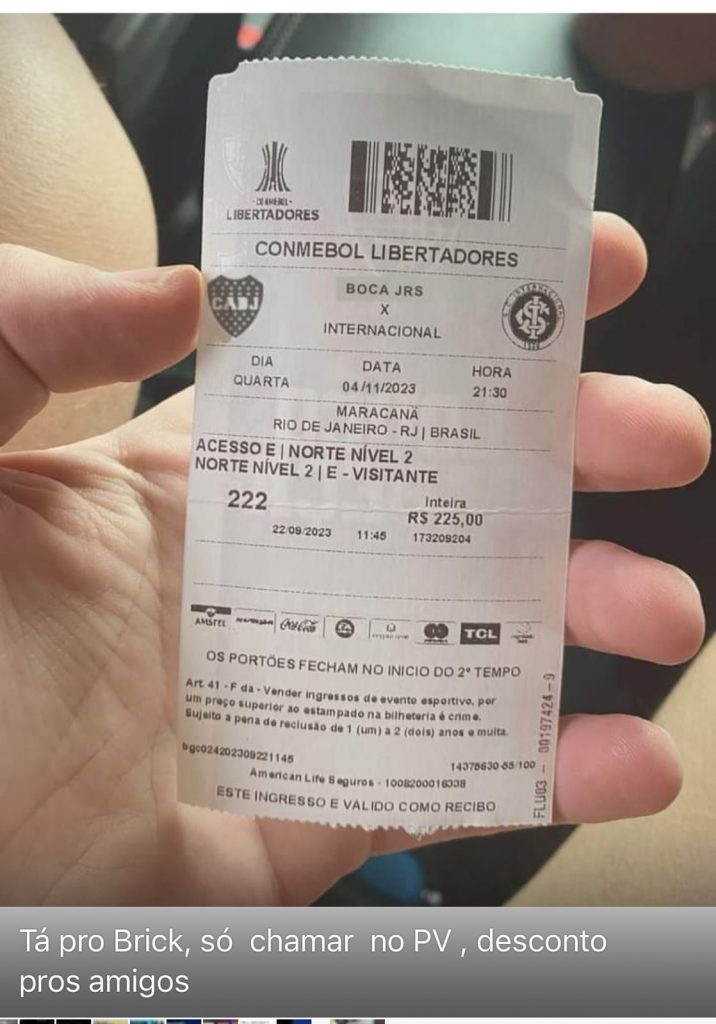 CONMEBOL
LIBERTADORES
CONMEBOL LIBERTADORES
CABJ
BOCA JRS
X
INTERNACIONAL
DIA DATA HORA
QUARTA 04/11/2023 21:30
MARACANÃ
RIO DE JANEIRO - RJ | BRASIL
ACESSO E | NORTE NÍVEL 2
NORTE NÍVEL 2 | E - VISITANTE
222 Inteira
R$ 225,00
22/09/2023 11:45 173209204
AMSTEL Coca-Cola TCL
OS PORTÕES FECHAM NO INICIO DO 2° TEMPO
Art. 41 - F da - Vender ingressos de evento esportivo, por
um preço superior ao estampado na bilheteria é crime.
Sujeito a pena de reclusão de 1 (um) a 2 (dois) anos e multa.
bgc024202309221145 14375630-55/100
American Life Seguros - 1008200016338
ESTE INGRESSO E VALIDO COMO RECIBO
FLU03 - 00197424-9
Tá pro Brick, só chamar no PV , desconto
pros amigos